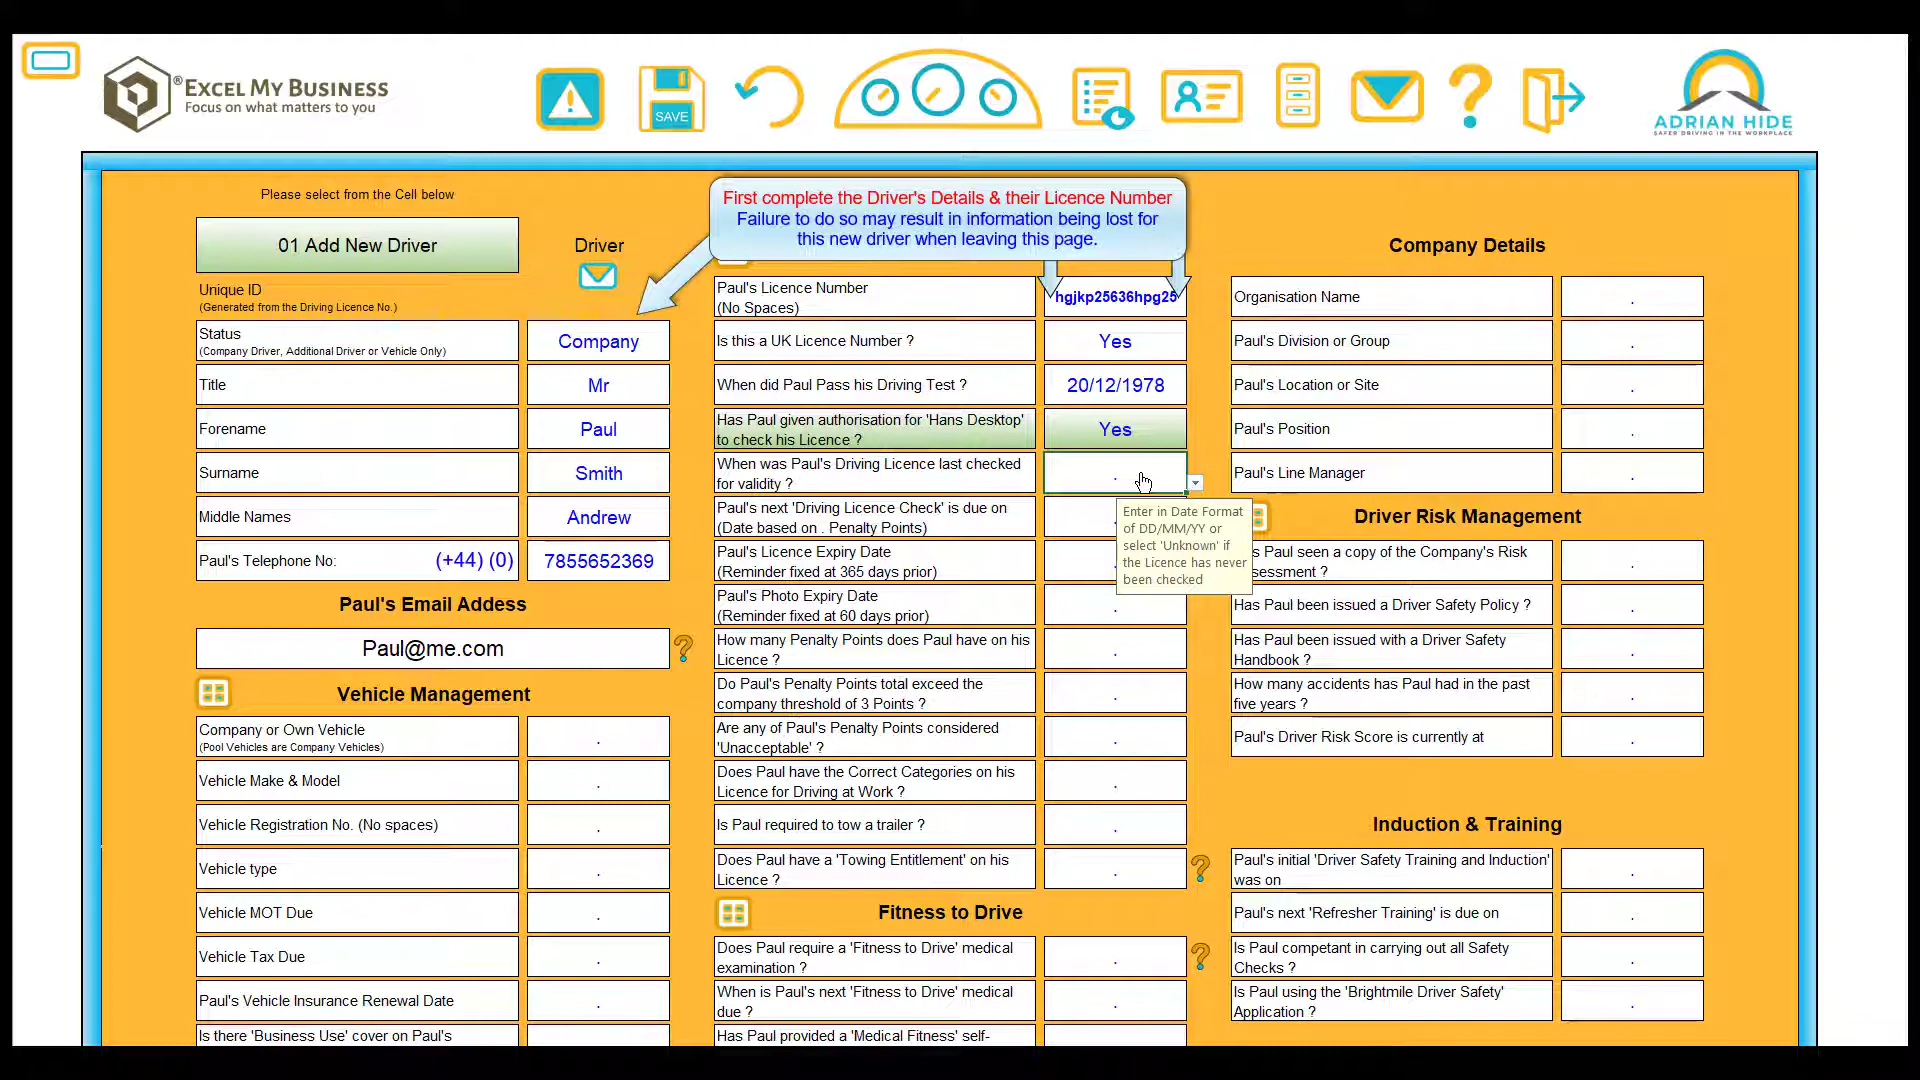 ®EXCEL MY BUSINESS
Focus on what matters to you
SAVE
ADRIAN HIDE
SAFER DRIVING IN THE WORKPLACE
Please select from the Cell below
01 Add New Driver
Driver
First complete the Driver's Details & their Licence Number
Failure to do so may result in information being lost for
this new driver when leaving this page.
Unique ID
(Generated from the Driving Licence No.)
Status
(Company Driver, Additional Driver or Vehicle Only)
Company
Title
Mr
Forename
Paul
Surname
Smith
Middle Names
Andrew
Paul's Telephone No:
(+44) (0)
7855652369
Paul's Email Addess
Paul@me.com
?
Vehicle Management
Company or Own Vehicle
(Pool Vehicles are Company Vehicles)
.
Vehicle Make & Model
.
Vehicle Registration No. (No spaces)
.
Vehicle type
.
Vehicle MOT Due
.
Vehicle Tax Due
.
Paul's Vehicle Insurance Renewal Date
.
Is there 'Business Use' cover on Paul's
Paul's Licence Number
(No Spaces)
hgjkp25636hpg25
Is this a UK Licence Number ?
Yes
When did Paul Pass his Driving Test ?
20/12/1978
Has Paul given authorisation for 'Hans Desktop'
to check his Licence ?
Yes
When was Paul's Driving Licence last checked
for validity ?
.
Enter in Date Format
of DD/MM/YY or
select 'Unknown' if
the Licence has never
been checked
Paul's next 'Driving Licence Check' is due on
(Date based on . Penalty Points)
Paul's Licence Expiry Date
(Reminder fixed at 365 days prior)
Paul's Photo Expiry Date
(Reminder fixed at 60 days prior)
.
How many Penalty Points does Paul have on his
Licence ?
.
Do Paul's Penalty Points total exceed the
company threshold of 3 Points ?
.
Are any of Paul's Penalty Points considered
'Unacceptable' ?
.
Does Paul have the Correct Categories on his
Licence for Driving at Work ?
.
Is Paul required to tow a trailer ?
.
Does Paul have a 'Towing Entitlement' on his
Licence ?
.
?
Fitness to Drive
Does Paul require a 'Fitness to Drive' medical
examination ?
.
?
When is Paul's next 'Fitness to Drive' medical
due ?
.
Has Paul provided a 'Medical Fitness' self-
Company Details
Organisation Name
.
Paul's Division or Group
.
Paul's Location or Site
.
Paul's Position
.
Paul's Line Manager
.
Driver Risk Management
s Paul seen a copy of the Company's Risk
sessment ?
.
Has Paul been issued a Driver Safety Policy ?
.
Has Paul been issued with a Driver Safety
Handbook ?
.
How many accidents has Paul had in the past
five years ?
.
Paul's Driver Risk Score is currently at
.
Induction & Training
Paul's initial 'Driver Safety Training and Induction'
was on
.
Paul's next 'Refresher Training' is due on
.
Is Paul competent in carrying out all Safety
Checks ?
.
Is Paul using the 'Brightmile Driver Safety'
Application ?
.